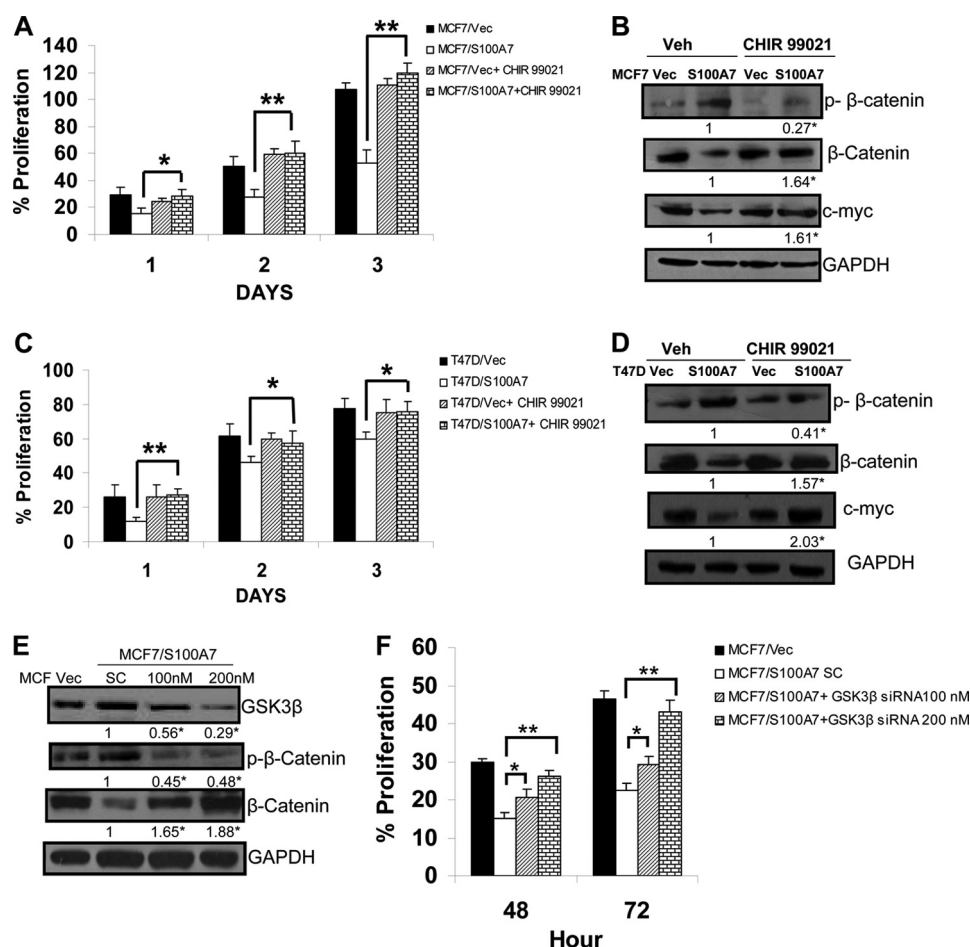 A
% Proliferation
140
120
100
80
60
40
20
0
*
**
**
1 2 3
DAYS
MCF7/Vec
MCF7/S100A7
MCF7/Vec+ CHIR 99021
MCF7/S100A7+CHIR 99021
B
Veh CHIR 99021
MCF7 Vec S100A7 Vec S100A7
p- β-catenin
1 0.27*
β-Catenin
1 1.64*
c-myc
1 1.61*
GAPDH
C
% Proliferation
100
80
60
40
20
0
**
*
*
1 2 3
DAYS
T47D/Vec
T47D/S100A7
T47D/Vec+ CHIR 99021
T47D/S100A7+ CHIR 99021
D
Veh CHIR 99021
T47D Vec S100A7 Vec S100A7
p- β-catenin
1 0.41*
β-catenin
1 1.57*
c-myc
1 2.03*
GAPDH
E
MCF7/S100A7
MCF Vec SC 100nM 200nM
GSK3β
1 0.56* 0.29*
p-β-Catenin
1 0.45* 0.48*
β-Catenin
1 1.65* 1.88*
GAPDH
F
% Proliferation
60
50
40
30
20
10
0
**
*
**
*
48 72
Hour
MCF7/Vec
MCF7/S100A7 SC
MCF7/S100A7+ GSK3β siRNA100 nM
MCF7/S100A7+GSK3β siRNA 200 nM